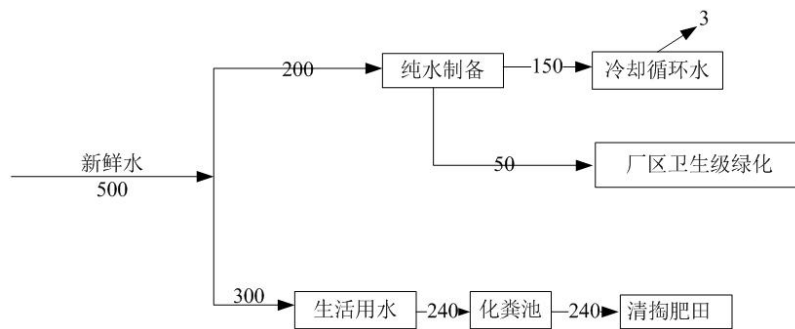 3
200
纯水制备
150
冷却循环水
新鲜水
500
50
厂区卫生级绿化
300
生活用水
240
化粪池
240
清掏肥田